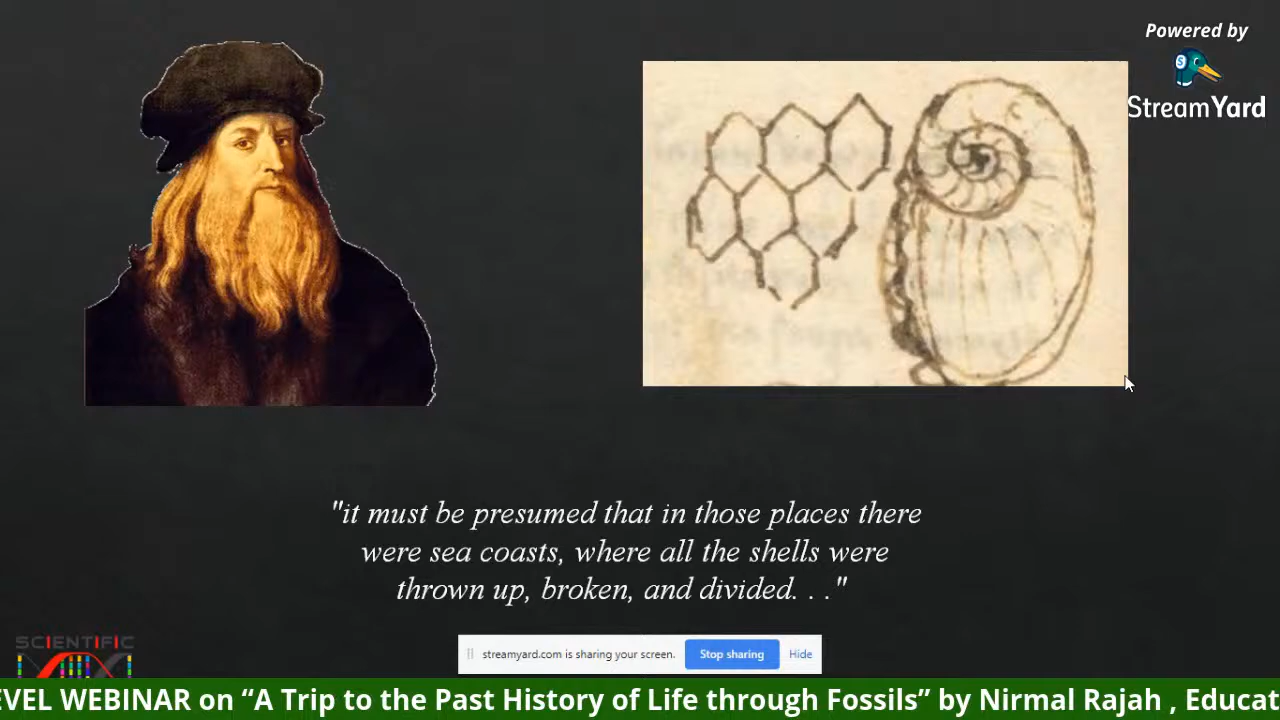 Powered by
StreamYard
"it must be presumed that in those places there
were sea coasts, where all the shells were
thrown up, broken, and divided. . ."
SCIENTIFIC
streamyard.com is sharing your screen.
Stop sharing
Hide
EVEL WEBINAR on “A Trip to the Past History of Life through Fossils” by Nirmal Rajah , Educat